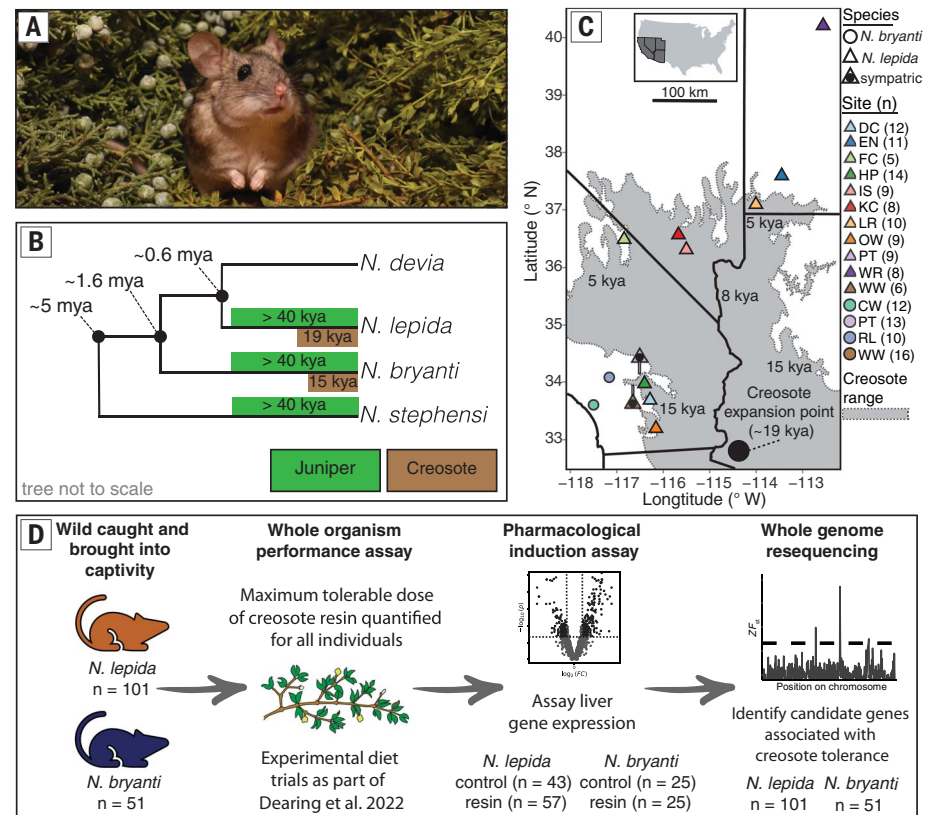 A
B
~0.6 mya
~1.6 mya
~5 mya
N. devia
> 40 kya
N. lepida
19 kya
> 40 kya
N. bryanti
15 kya
> 40 kya
N. stephensi
Juniper
Creosote
tree not to scale
C
100 km
40
39
38
37
36
35
34
33
Latitude (° N)
5 kya
5 kya
8 kya
15 kya
15 kya
Creosote
expansion point
(~19 kya)
−118 −117 −116 −115 −114 −113
Longtitude (° W)
Species
N. bryanti
N. lepida
sympatric
Site (n)
DC (12)
EN (11)
FC (5)
HP (14)
IS (9)
KC (8)
LR (10)
OW (9)
PT (9)
WR (8)
WW (6)
CW (12)
PT (13)
RL (10)
WW (16)
Creosote
range
D
Wild caught and
brought into
captivity
N. lepida
n = 101
N. bryanti
n = 51
Whole organism
performance assay
Maximum tolerable dose
of creosote resin quantified
for all individuals
Experimental diet
trials as part of
Dearing et al. 2022
Pharmacological
induction assay
−log10 (p)
0
log2 (FC)
Assay liver
gene expression
N. lepida N. bryanti
control (n = 43) control (n = 25)
resin (n = 57) resin (n = 25)
Whole genome
resequencing
ZFst
Position on chromosome
Identify candidate genes
associated with
creosote tolerance
N. lepida N. bryanti
n = 101 n = 51